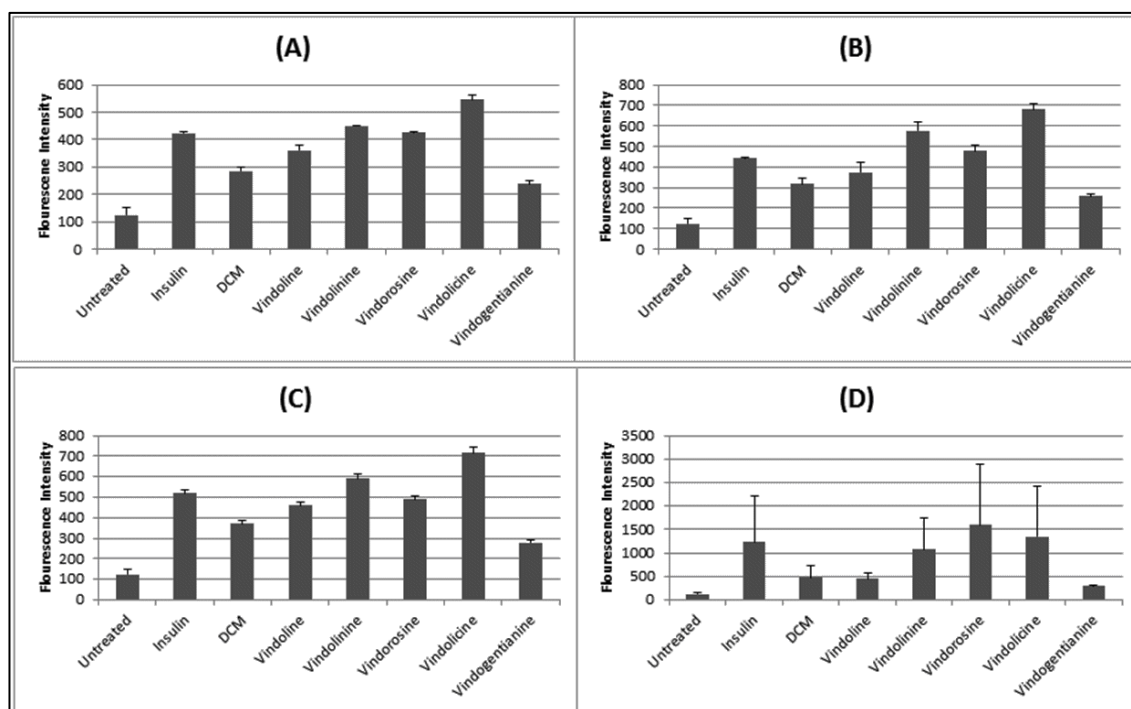 (A)
Flourescene Intensity
600
500
400
300
200
100
0
Untreated
Insulin
DCM
Vindoline
Vindolinine
Vindorosine
Vindolicine
Vindogentianine
(B)
Flourescence Intensity
800
700
600
500
400
300
200
100
0
Untreated
Insulin
DCM
Vindoline
Vindolinine
Vindorosine
Vindolicine
Vindogentianine
(C)
Flourescence Intensity
800
700
600
500
400
300
200
100
0
Untreated
Insulin
DCM
Vindoline
Vindolinine
Vindorosine
Vindolicine
Vindogentianine
(D)
Flourescence Intensity
3500
3000
2500
2000
1500
1000
500
0
Untreated
Insulin
DCM
Vindoline
Vindolinine
Vindorosine
Vindolicine
Vindogentianine